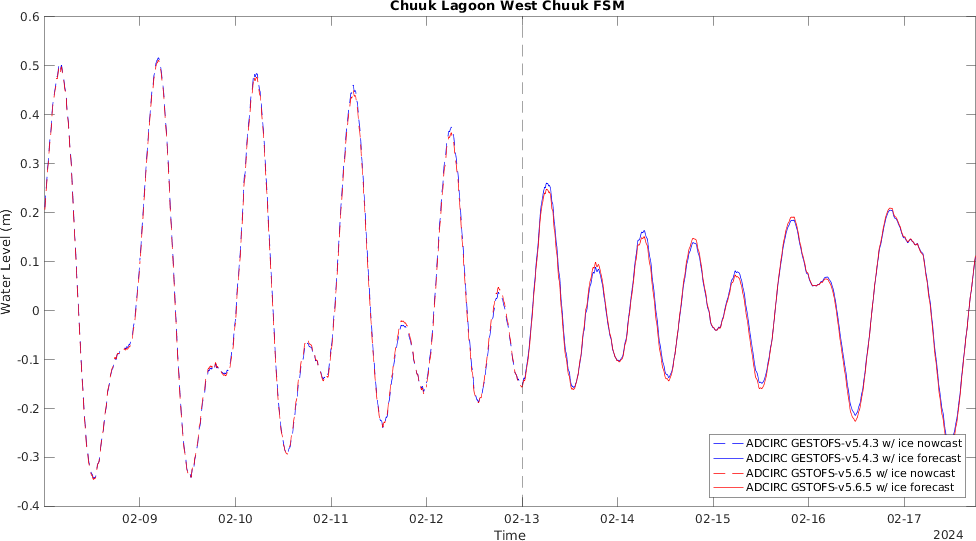 Chuuk Lagoon West Chuuk FSM
0.6
0.5
0.4
0.3
0.2
0.1
0
-0.1
-0.2
-0.3
-0.4
Water Level (m)
ADCIRC GESTOFS-v5.4.3 w/ ice nowcast
ADCIRC GESTOFS-v5.4.3 w/ ice forecast
ADCIRC GSTOFS-v5.6.5 w/ ice nowcast
ADCIRC GSTOFS-v5.6.5 w/ ice forecast
02-09 02-10 02-11 02-12 02-13 02-14 02-15 02-16 02-17
Time
2024